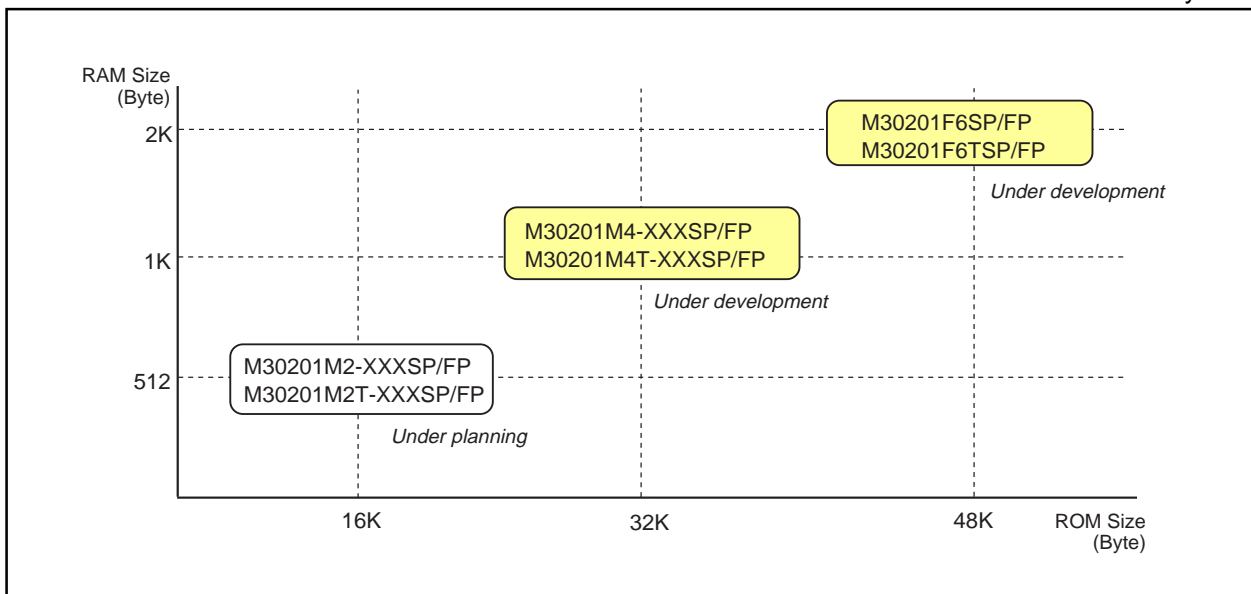 RAM Size
(Byte)
2K
M30201F6SP/FP
M30201F6TSP/FP
Under development
M30201M4-XXXSP/FP
M30201M4T-XXXSP/FP
1K
Under development
M30201M2-XXXSP/FP
M30201M2T-XXXSP/FP
512
Under planning
16K
32K
48K
ROM Size
(Byte)